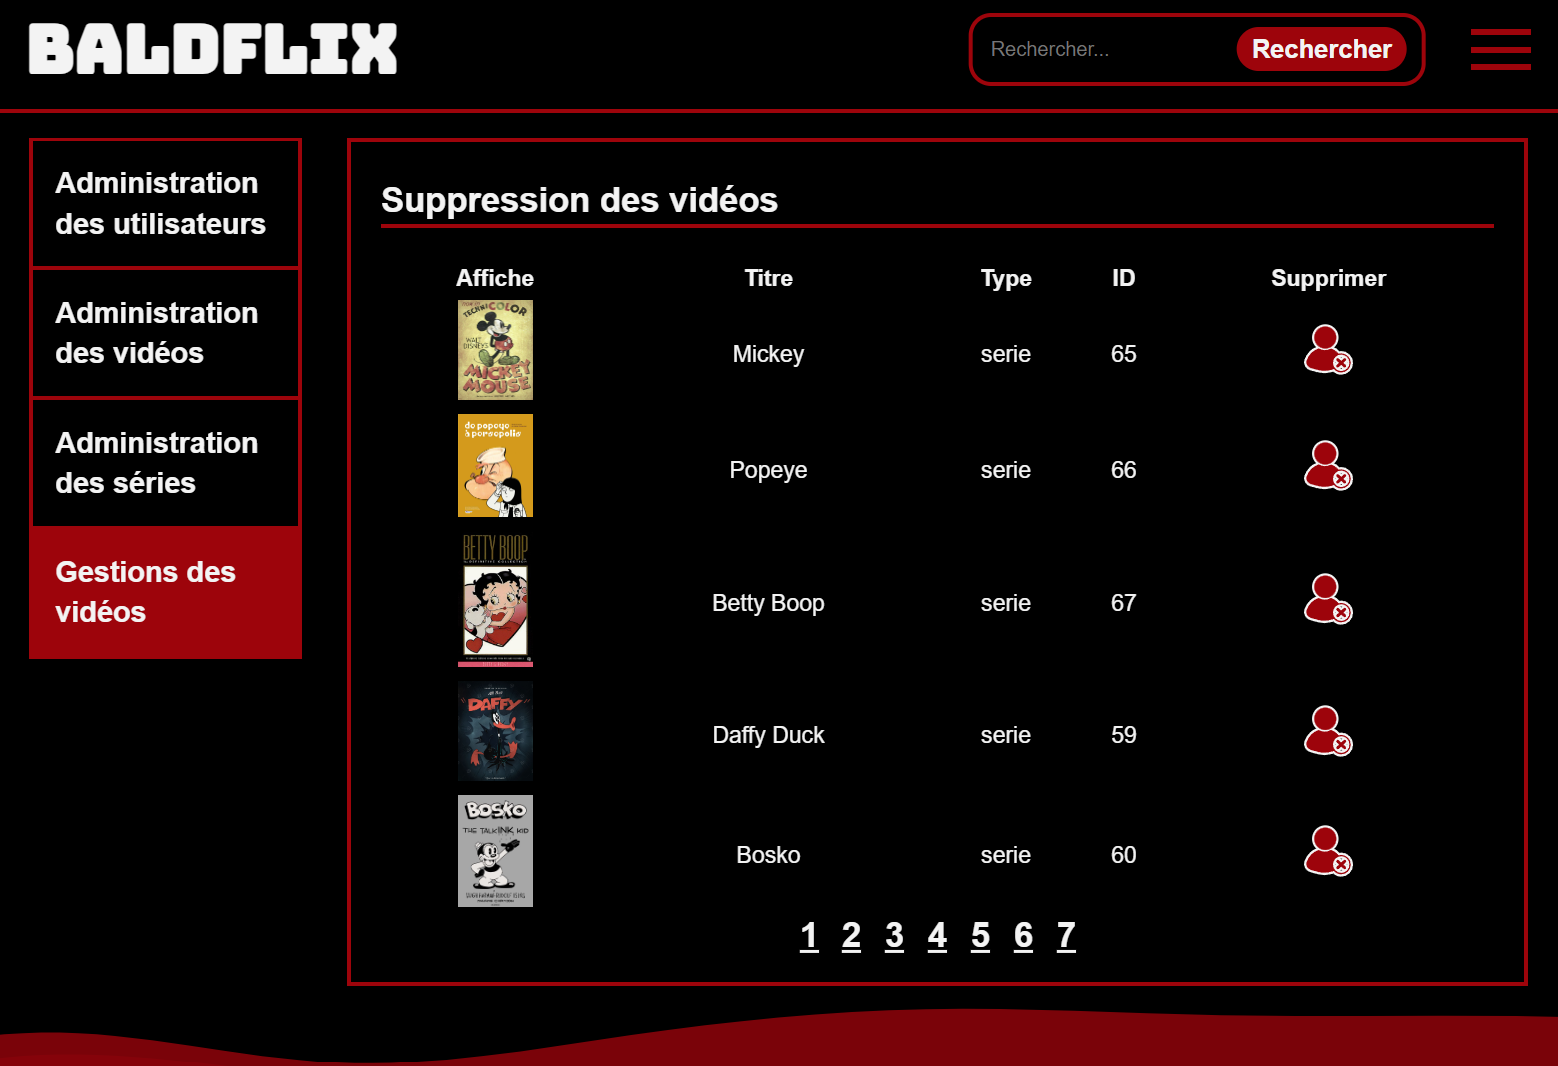 BALDFLIX
Rechercher...
Rechercher
Administration
des utilisateurs
Administration
des vidéos
Administration
des séries
Gestions des
vidéos
Suppression des vidéos
Affiche Titre Type ID Supprimer
TECHNICOLOR
WALT
DISNEY'S
MICKEY
MOUSE
Mickey serie 65
de popeye
à persepolis
Popeye serie 66
BETTY BOOP
Betty Boop serie 67
DAFFY
Daffy Duck serie 59
BOSKO
THE TALKINK KID
Bosko serie 60
1 2 3 4 5 6 7